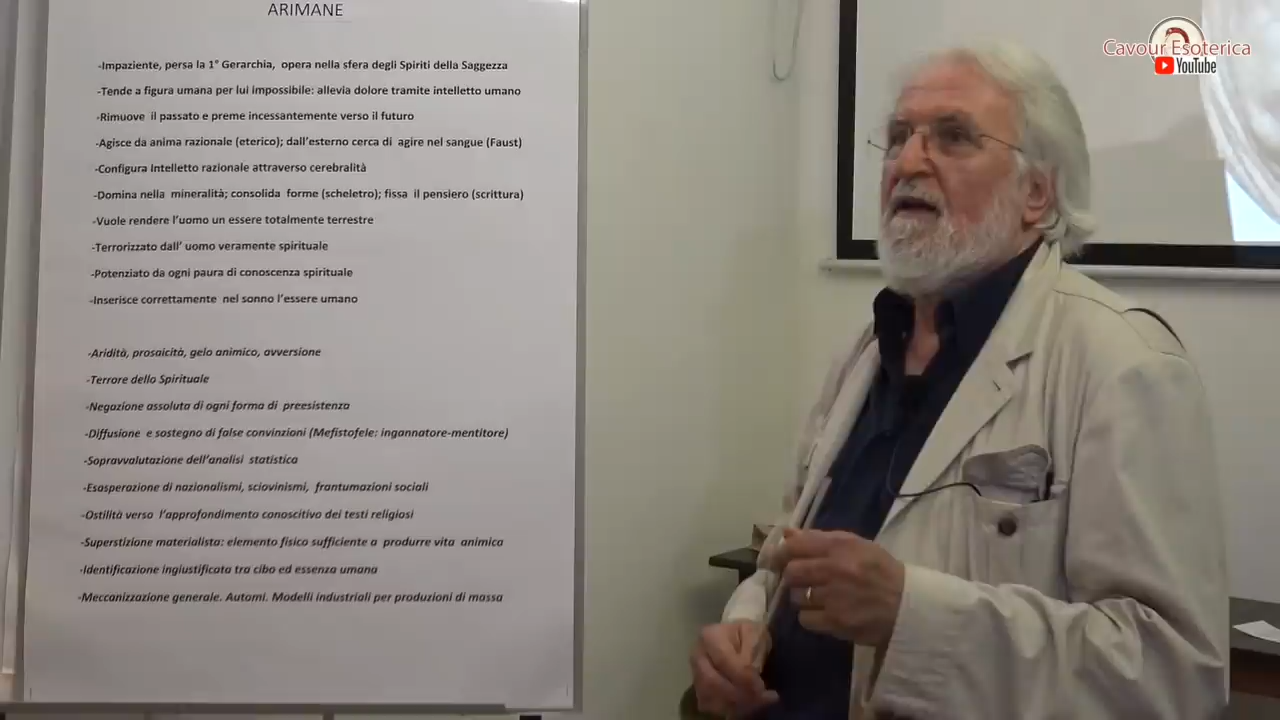 ARIMANE
-Impaziente, persa la 1° Gerarchia, opera nella sfera degli Spiriti della Saggezza
-Tende a figura umana per lui impossibile: allevia dolore tramite intelletto umano
-Rimuove il passato e preme incessantemente verso il futuro
-Agisce da anima razionale (eterico); dall'esterno cerca di agire nel sangue (Faust)
-Configura Intelletto razionale attraverso cerebralità
-Domina nella mineralità; consolida forme (scheletro); fissa il pensiero (scrittura)
-Vuole rendere l'uomo un essere totalmente terrestre
-Terrorizzato dall' uomo veramente spirituale
-Potenziato da ogni paura di conoscenza spirituale
-Inserisce correttamente nel sonno l'essere umano
-Aridità, prosaicità, gelo animico, avversione
-Terrore dello Spirituale
-Negazione assoluta di ogni forma di preesistenza
-Diffusione e sostegno di false convinzioni (Mefistofele: ingannatore-mentitore)
-Sopravvalutazione dell'analisi statistica
-Esasperazione di nazionalismi, sciovinismi, frantumazioni sociali
-Ostilità verso l'approfondimento conoscitivo dei testi religiosi
-Superstizione materialista: elemento fisico sufficiente a produrre vita animica
-Identificazione ingiustificata tra cibo ed essenza umana
-Meccanizzazione generale. Automi. Modelli industriali per produzioni di massa
Cavour Esoterica
YouTube